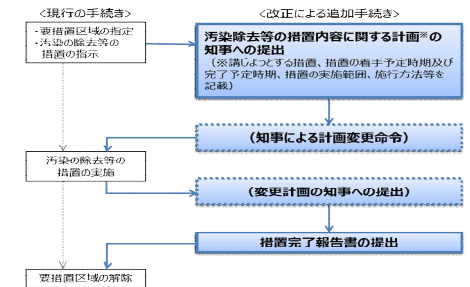 <現行の手続き>
<改正による追加手続き>
・要措置区域の指定
・汚染の除去等の
措置の指示
汚染除去等の措置内容に関する計画※の
知事への提出
（※講じようとする措置、措置の着手予定時期及び
完了予定時期、措置の実施範囲、施行方法等を
記載）
（知事による計画変更命令）
汚染の除去等の
措置の実施
（変更計画の知事への提出）
措置完了報告書の提出
要措置区域の解除